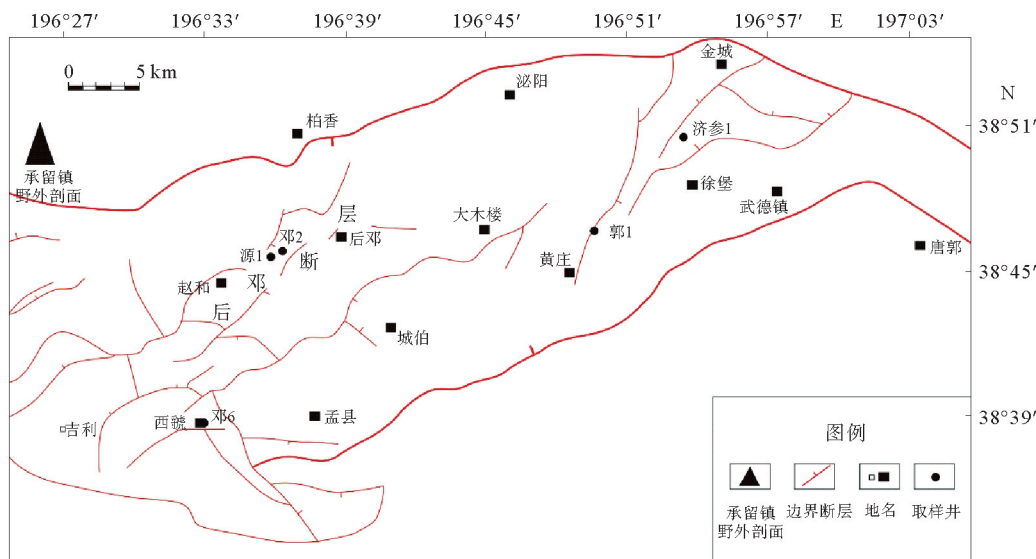 196°27′ 196°33′ 196°39′ 196°45′ 196°51′ 196°57′ E 197°03′
0 5 km
金城
泌阳
N
柏香
济参1
38°51′
承留镇
野外剖面
徐堡
武德镇
层
大木楼
后邓
郭1
邓2
断
源1
唐郭
黄庄
38°45′
邓
赵和
后
城伯
孟县
38°39′
西虢
邓6
吉利
图例
承留镇
野外剖面
边界断层
地名
取样井